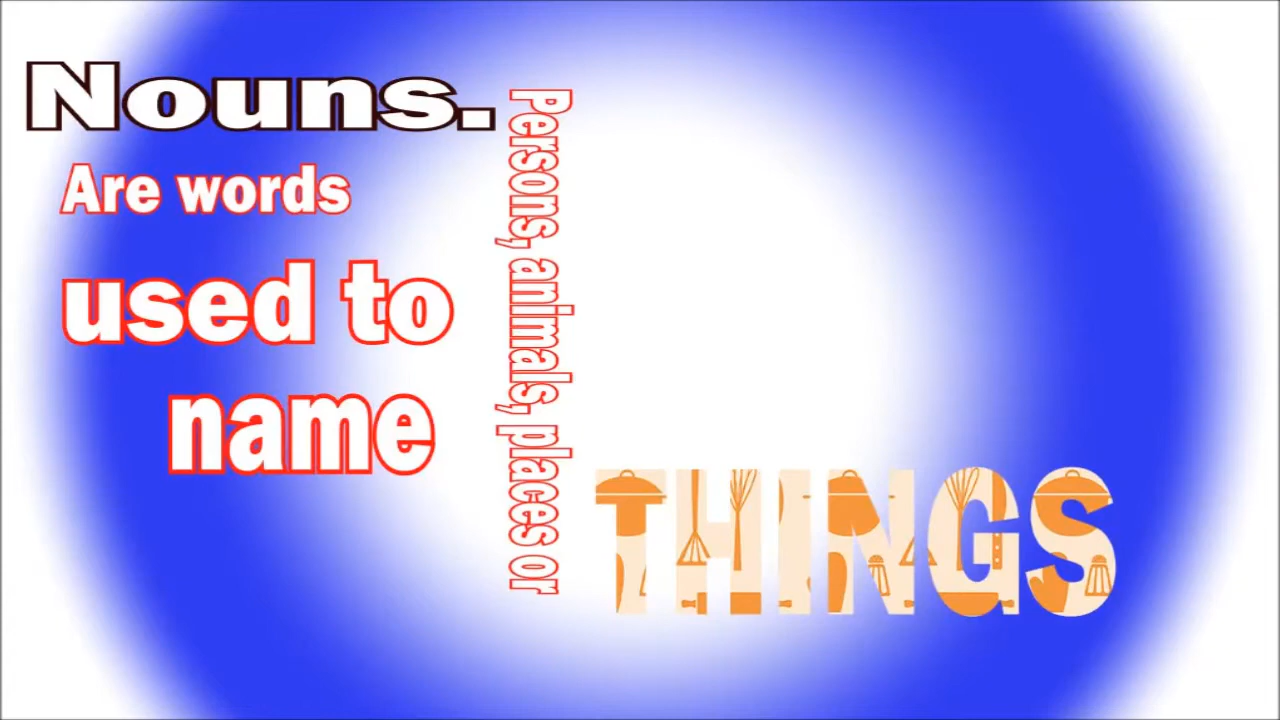 Nouns.
Are words
used to
name
Persons, animals, places or
THINGS